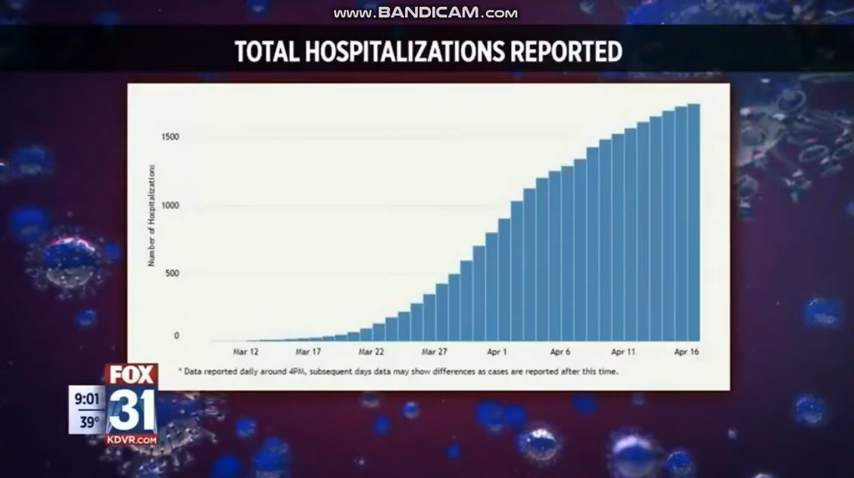 www.BANDICAM.com
TOTAL HOSPITALIZATIONS REPORTED
Number of Hospitalizations
1500
1000
500
0
Mar 12 Mar 17 Mar 22 Mar 27 Apr 1 Apr 6 Apr 11 Apr 16
* Data reported daily around 4PM, subsequent days data may show differences as cases are reported after this time.
FOX
31
KDVR.COM
9:01
39°